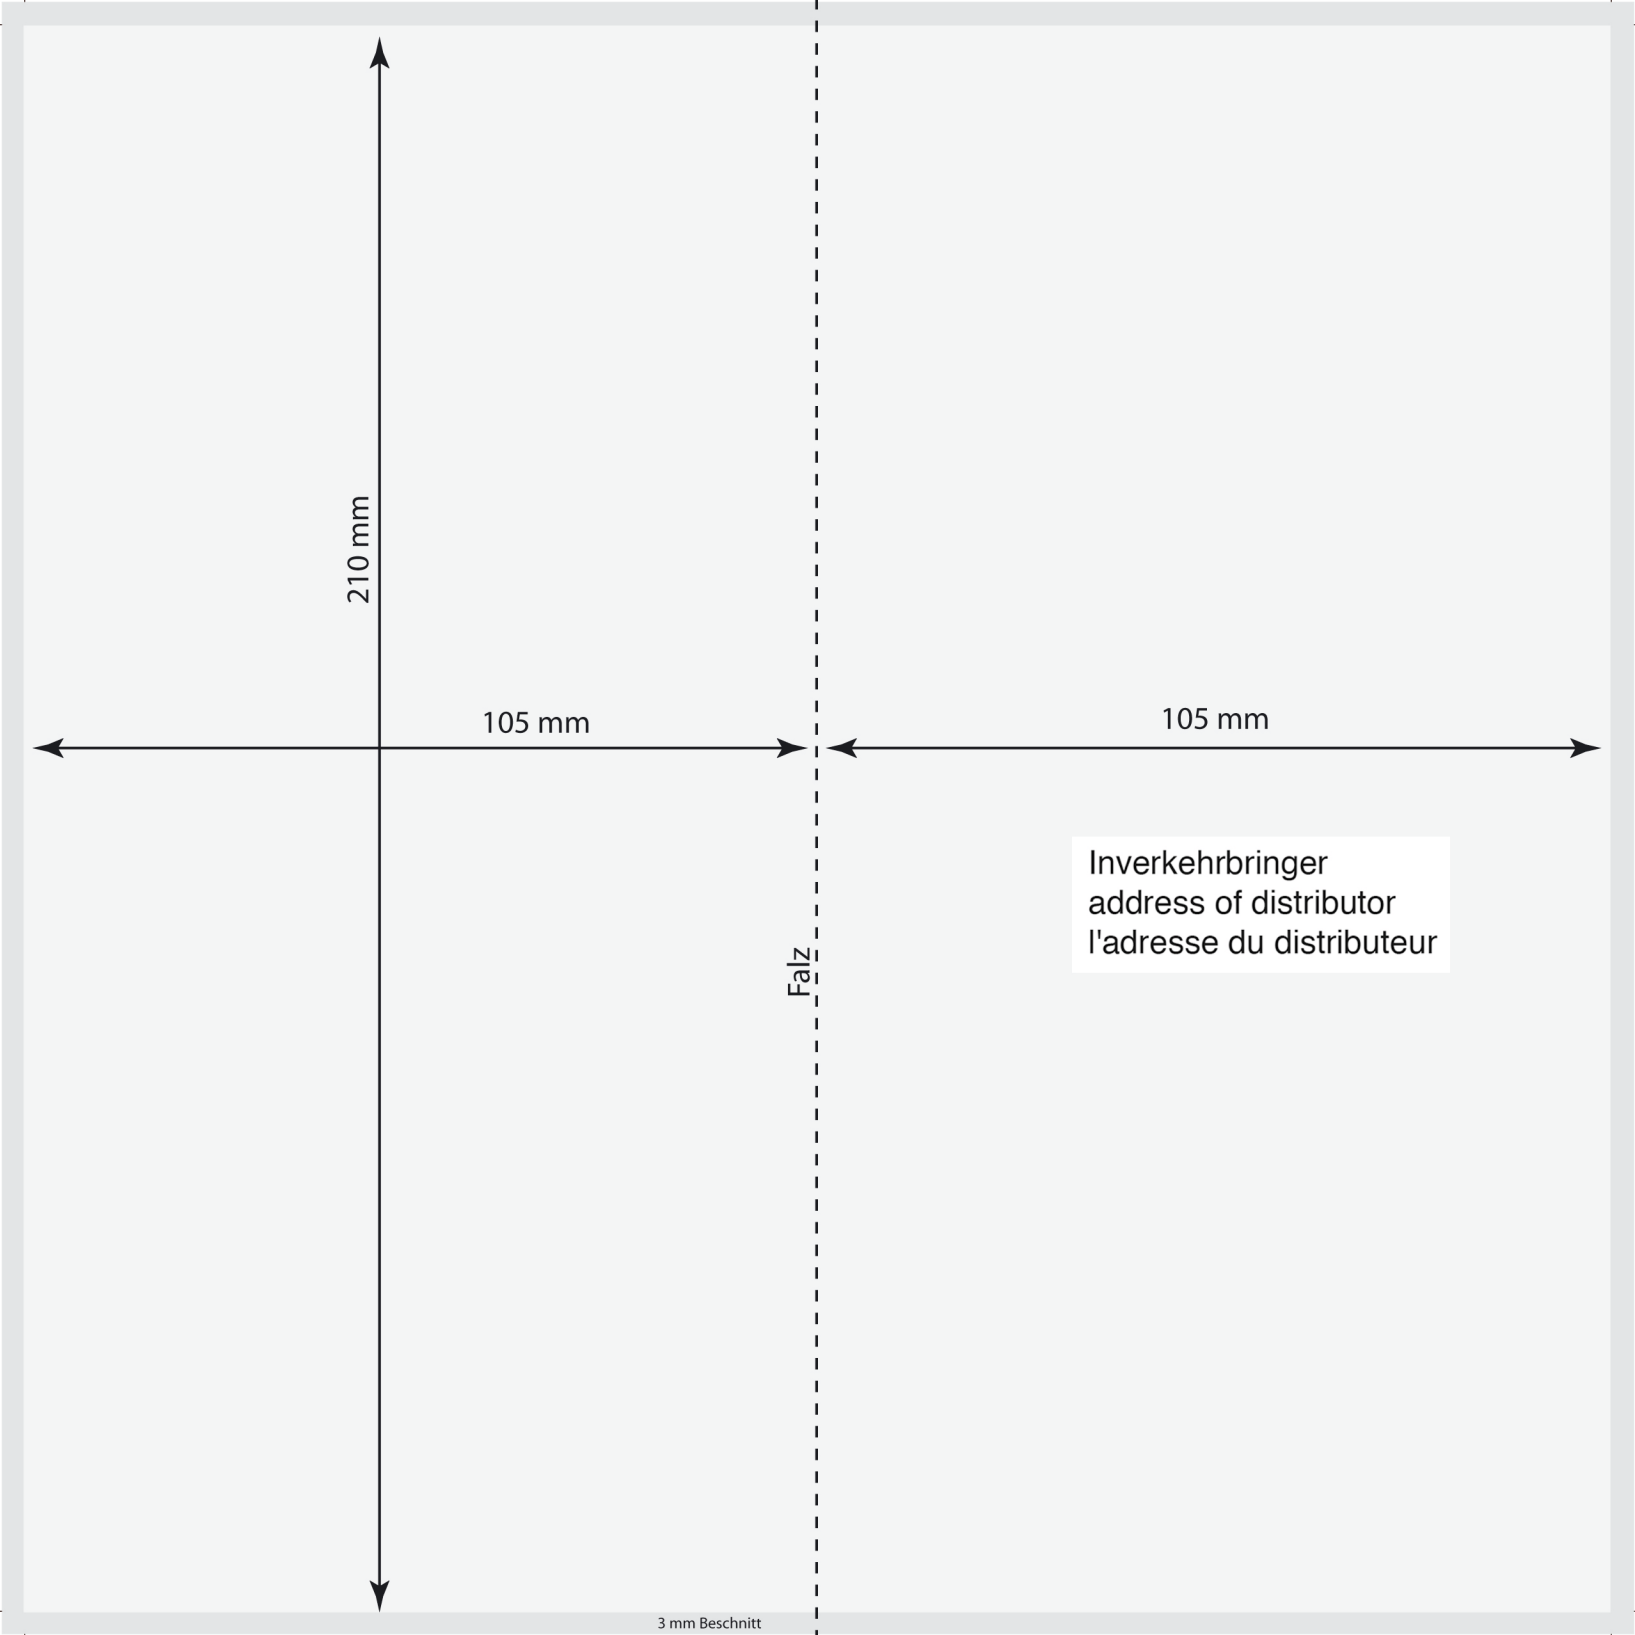 210 mm
105 mm
105 mm
Inverkehrbringer
address of distributor
l'adresse du distributeur
Falz
3 mm Beschnitt